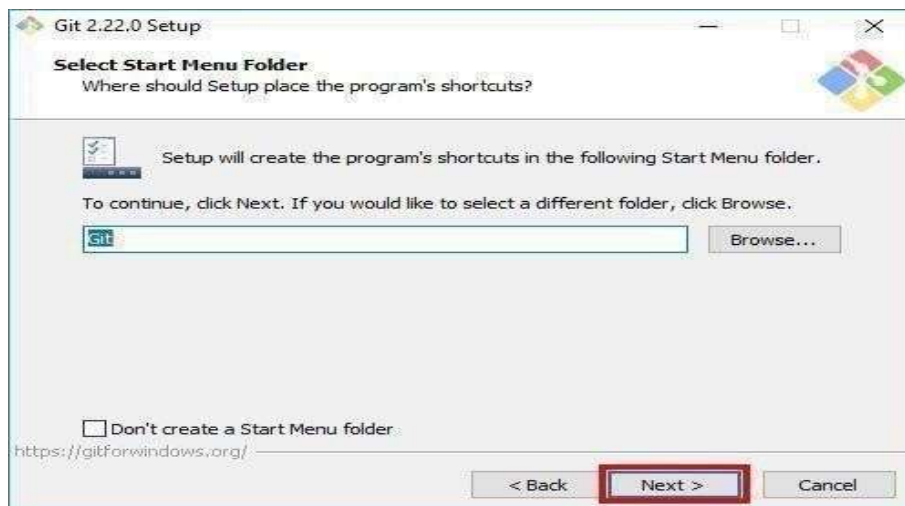 Git 2.22.0 Setup
Select Start Menu Folder
Where should Setup place the program's shortcuts?
Setup will create the program's shortcuts in the following Start Menu folder.
To continue, click Next. If you would like to select a different folder, click Browse.
Git
Browse...
Don't create a Start Menu folder
https://gitforwindows.org/
< Back
Next >
Cancel